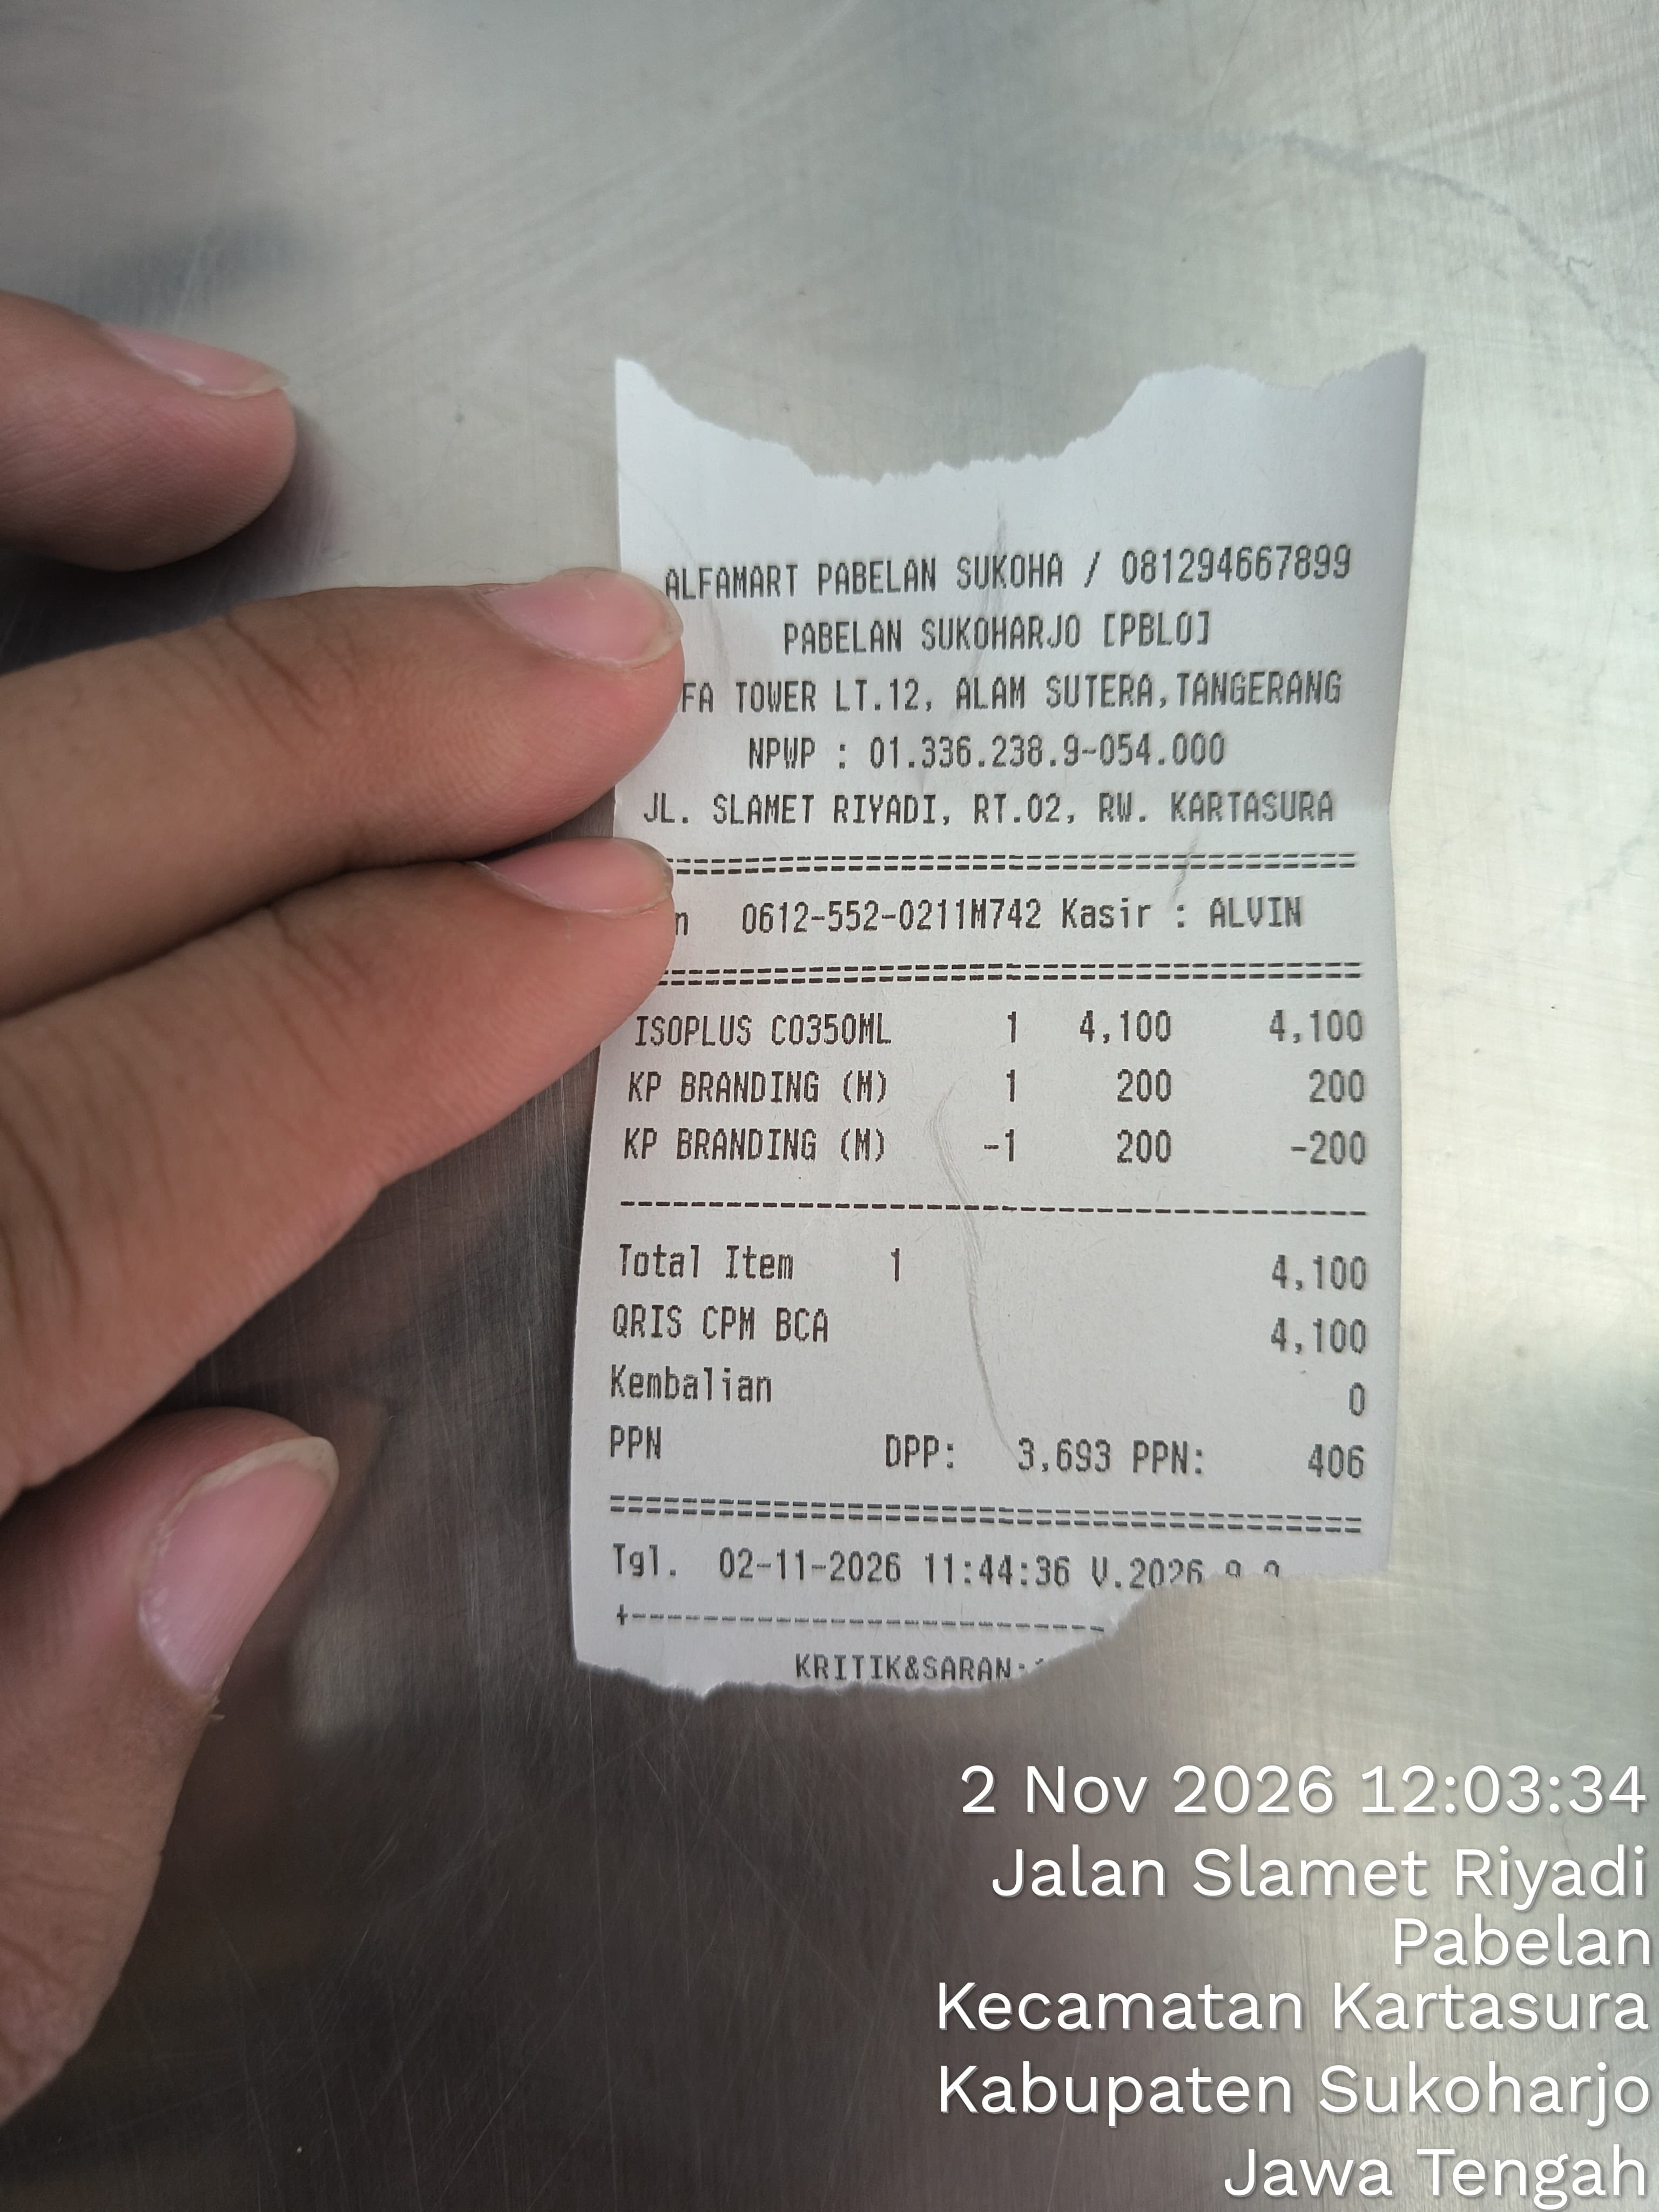 ALFAMART PABELAN SUKOHA / 081294667899
PABELAN SUKOHARJO [PBLO]
FA TOWER LT.12, ALAM SUTERA,TANGERANG
NPWP : 01.336.238.9-054.000
JL. SLAMET RIYADI, RT.02, RW. KARTASURA
===========================================
n 0612-552-0211M742 Kasir : ALVIN
===========================================
ISOPLUS CO350ML 1 4,100 4,100
KP BRANDING (M) 1 200 200
KP BRANDING (M) -1 200 -200
-------------------------------------------
Total Item 1 4,100
QRIS CPM BCA 4,100
Kembalian 0
PPN DPP: 3,693 PPN: 406
===========================================
Tgl. 02-11-2026 11:44:36 V.2026
+---------------------------
KRITIK&SARAN:
2 Nov 2026 12:03:34
Jalan Slamet Riyadi
Pabelan
Kecamatan Kartasura
Kabupaten Sukoharjo
Jawa Tengah